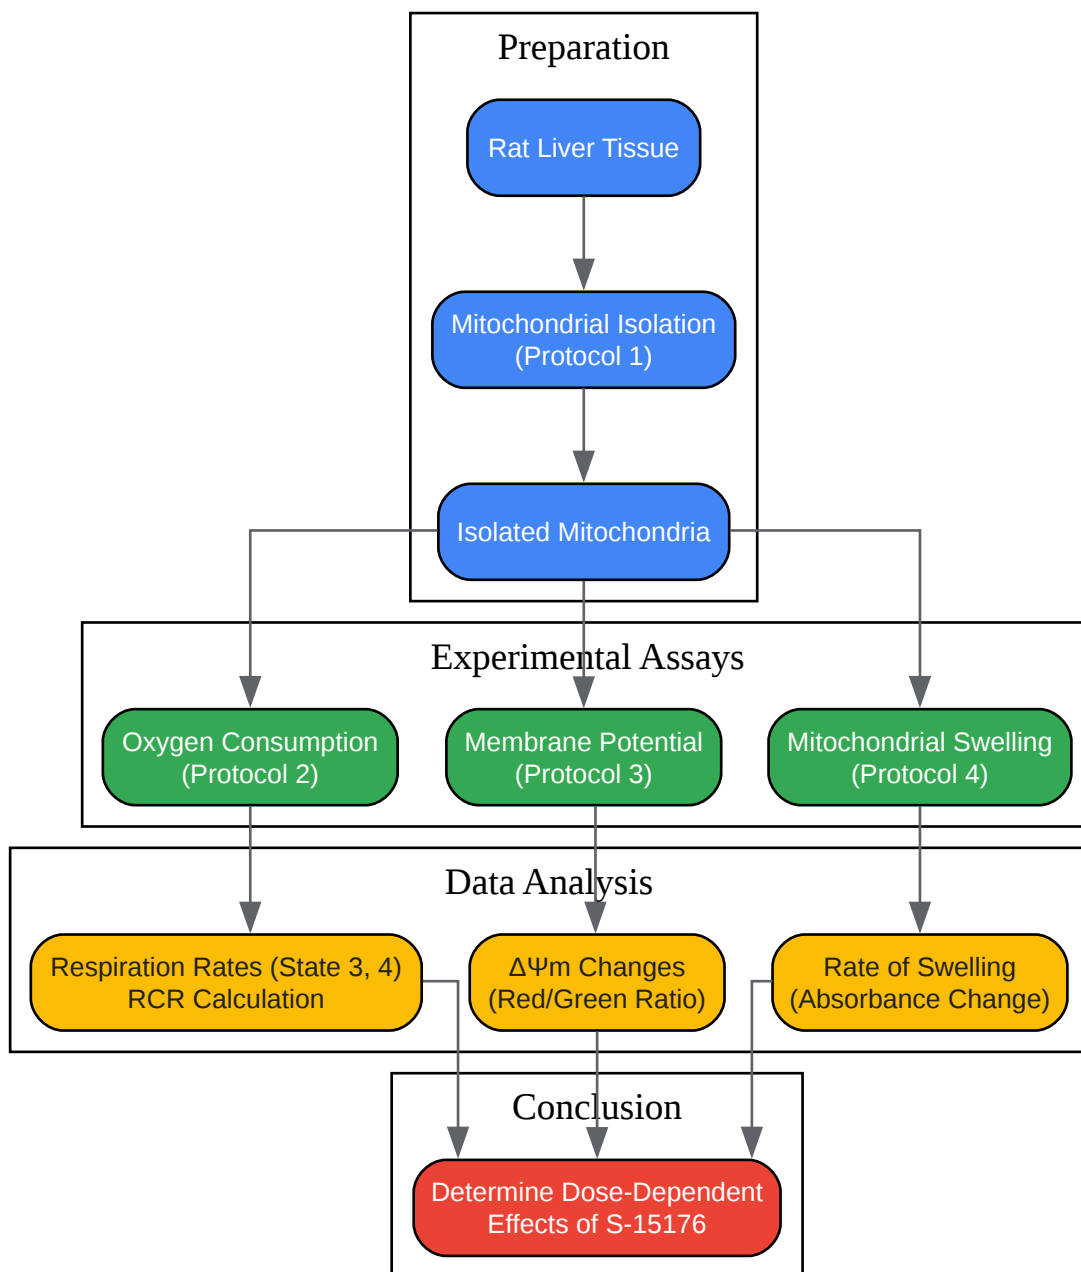 Preparation
Rat Liver Tissue
Mitochondrial Isolation
(Protocol 1)
Isolated Mitochondria
Experimental Assays
Oxygen Consumption
(Protocol 2)
Membrane Potential
(Protocol 3)
Mitochondrial Swelling
(Protocol 4)
Data Analysis
Respiration Rates (State 3, 4)
RCR Calculation
ΔΨm Changes
(Red/Green Ratio)
Rate of Swelling
(Absorbance Change)
Conclusion
Determine Dose-Dependent
Effects of S-15176